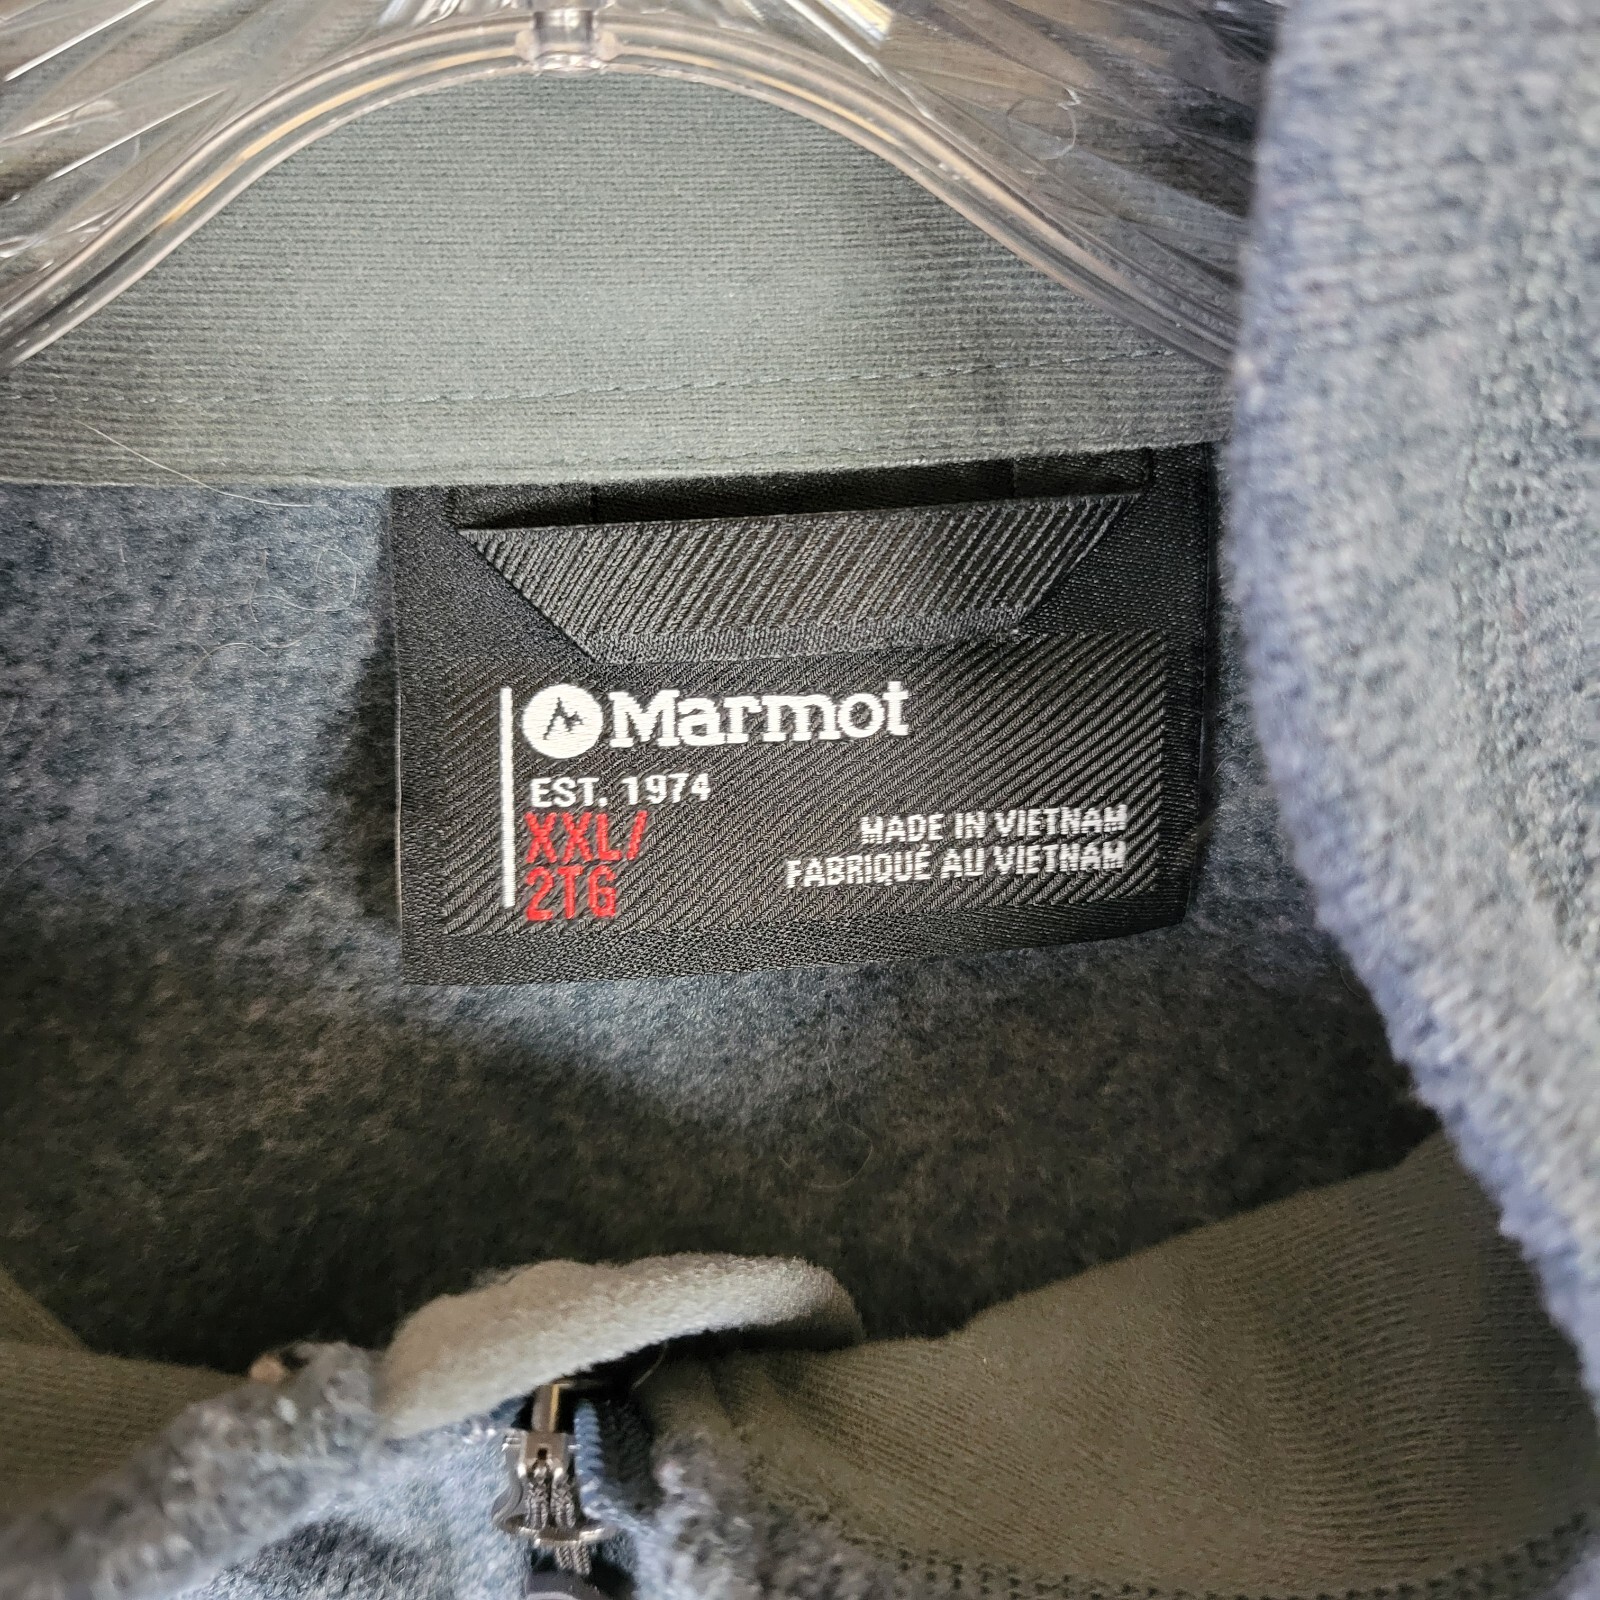 Marmot
EST. 1974
XXL/
2TG
MADE IN VIETNAM
FABRIQUÉ AU VIETNAM